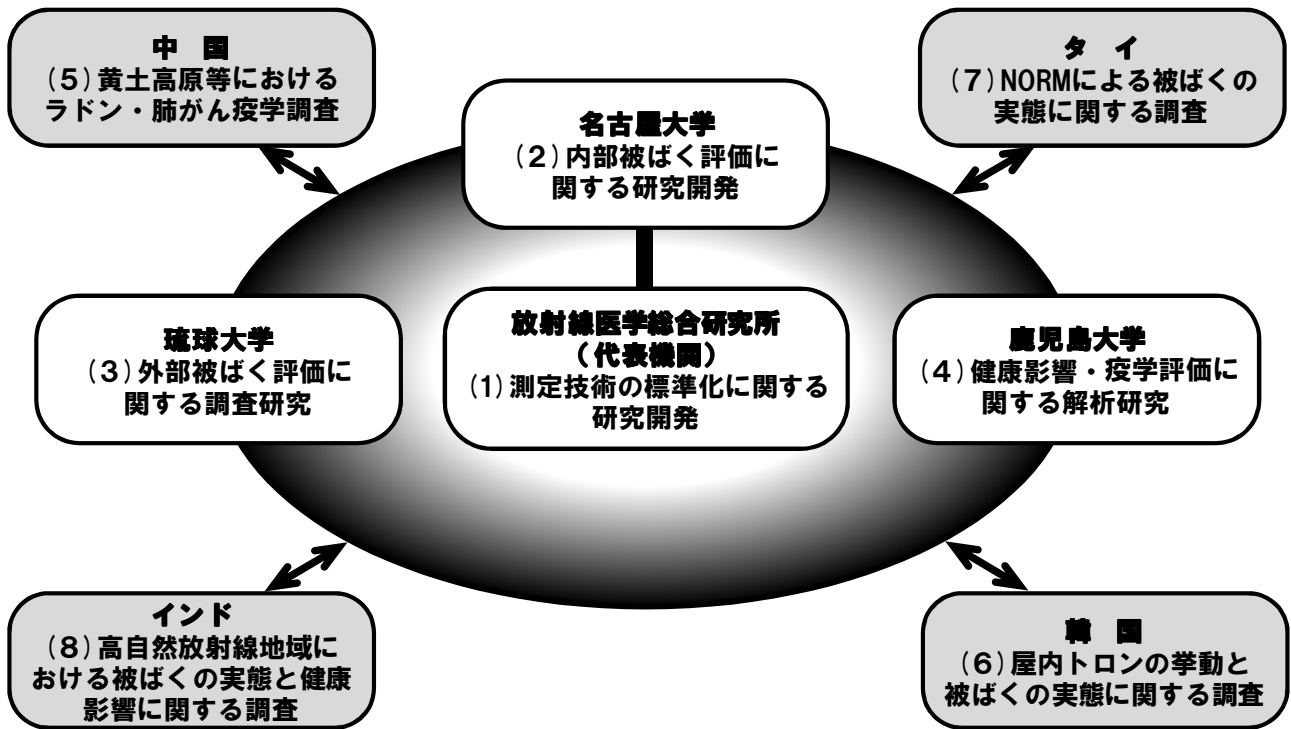 中 国
(５)黄土高原等における
ラドン・肺がん疫学調査
タ イ
(７)NORMによる被ばくの
実態に関する調査
名古屋大学
(２)内部被ばく評価に
関する研究開発
琉球大学
(３)外部被ばく評価に
関する調査研究
放射線医学総合研究所
(代表機関)
(１)測定技術の標準化に関する
研究開発
鹿児島大学
(４)健康影響・疫学評価に
関する解析研究
インド
(８)高自然放射線地域に
おける被ばくの実態と健康
影響に関する調査
韓 国
(６)屋内トロンの挙動と
被ばくの実態に関する調査